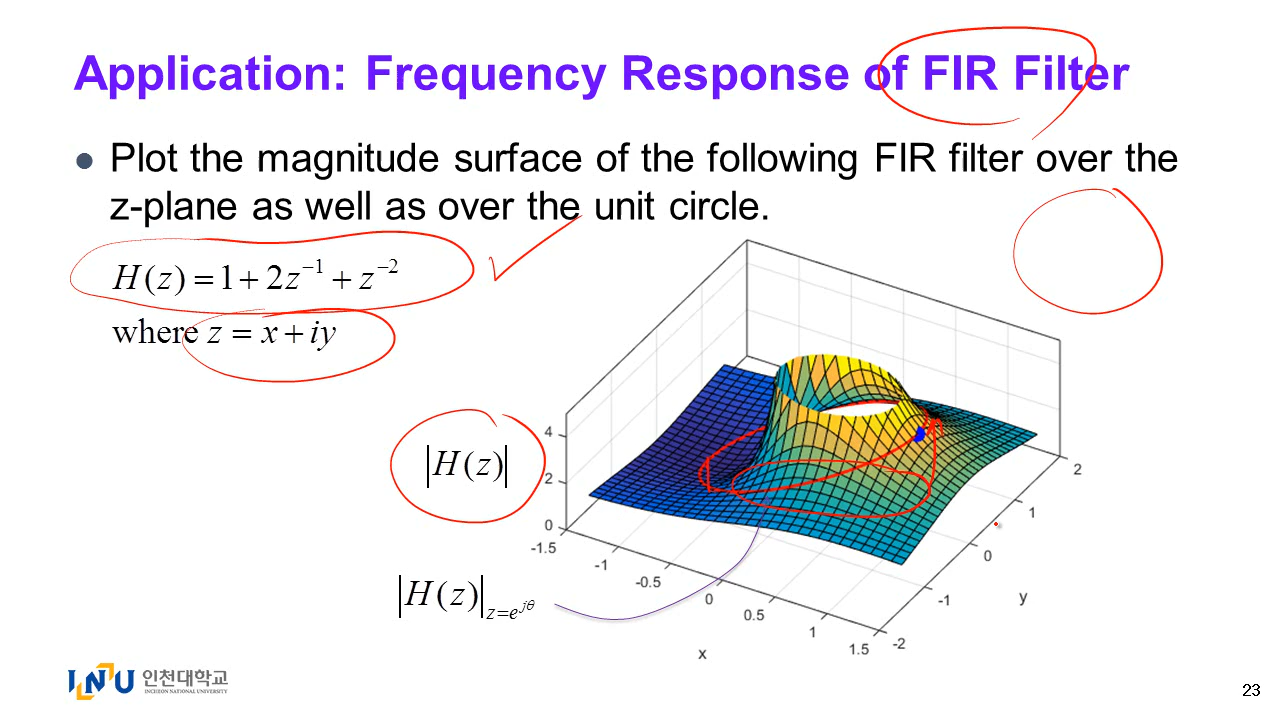 Application: Frequency Response of FIR Filter
Plot the magnitude surface of the following FIR filter over the
z-plane as well as over the unit circle.
H(z) = 1 + 2z⁻¹ + z⁻²
where z = x + iy
|H(z)|
|H(z)|z=e^jθ
4
2
0
-1.5
-1
-0.5
0
0.5
1
1.5
x
-2
-1
0
1
2
y
INU 인천대학교
INCHEON NATIONAL UNIVERSITY
23